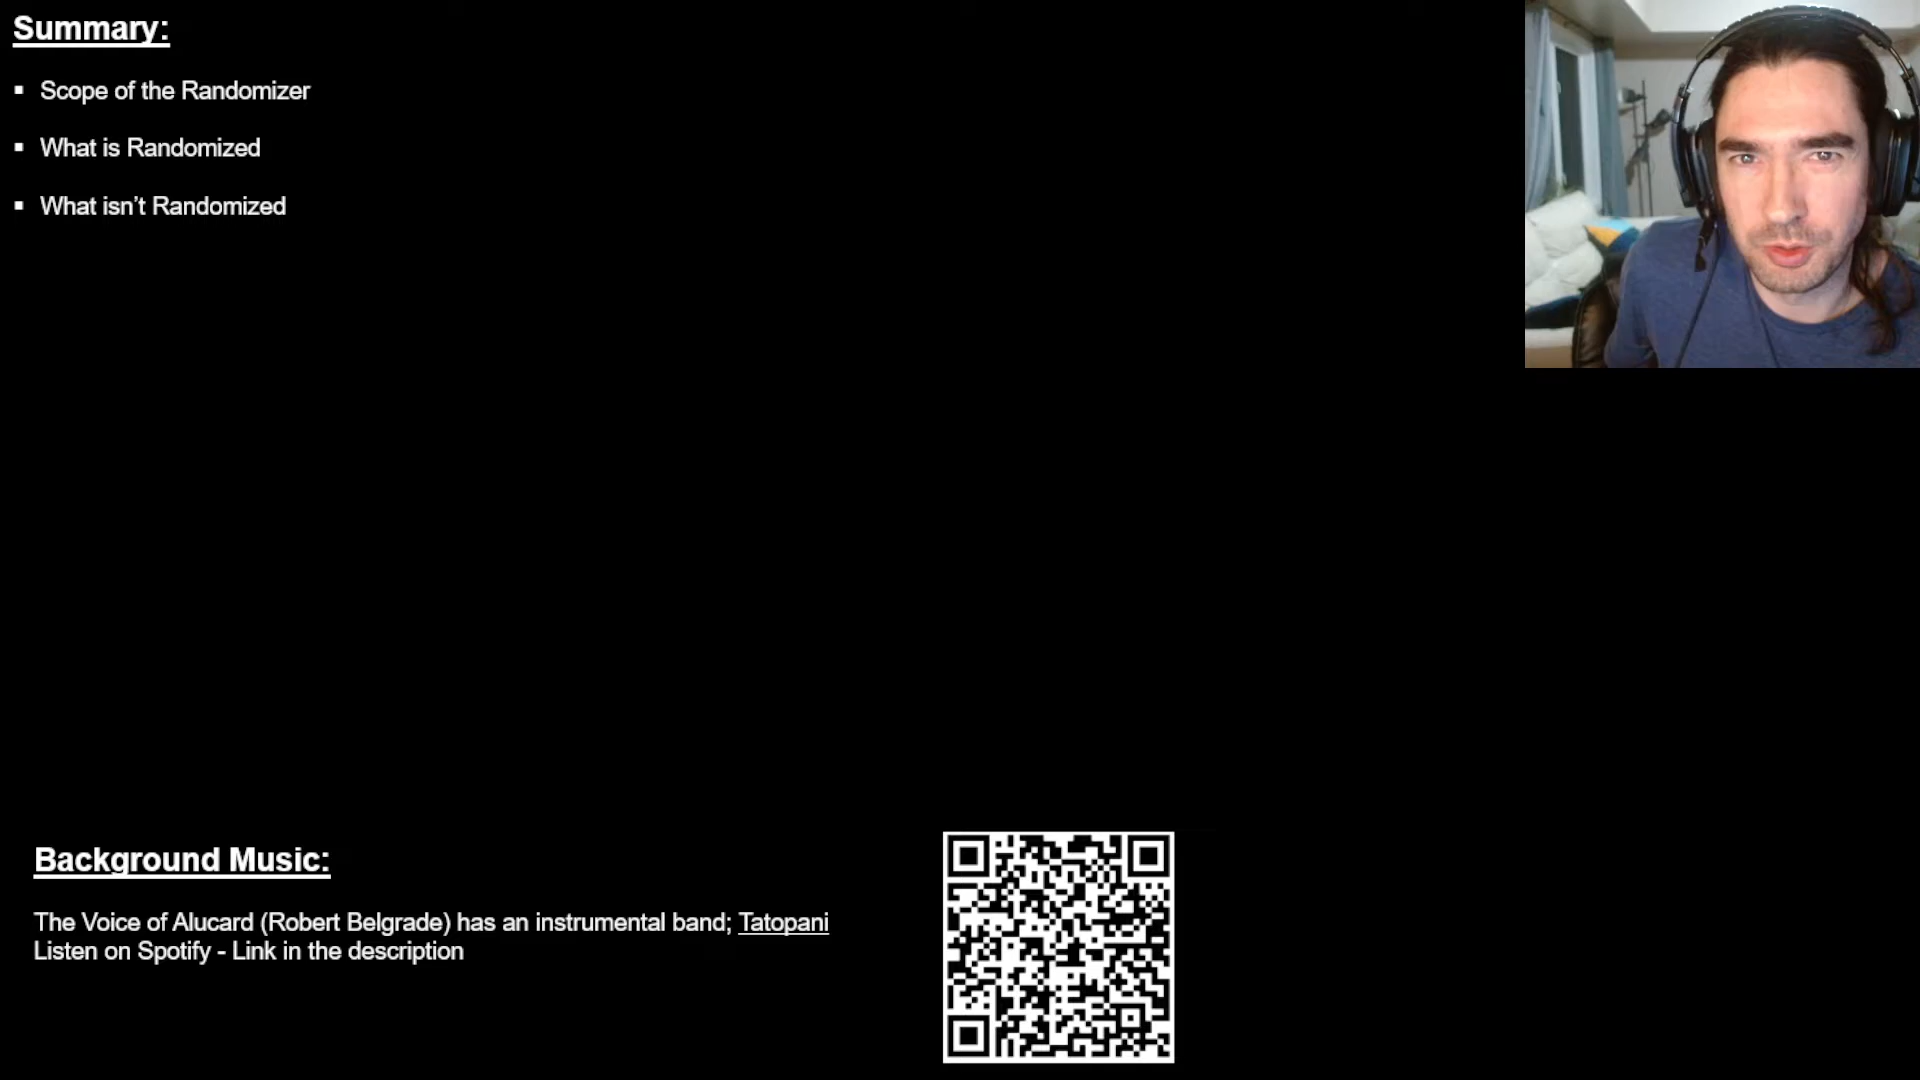 Summary:
▪ Scope of the Randomizer
▪ What is Randomized
▪ What isn’t Randomized
Background Music:
The Voice of Alucard (Robert Belgrade) has an instrumental band; Tatopani
Listen on Spotify - Link in the description